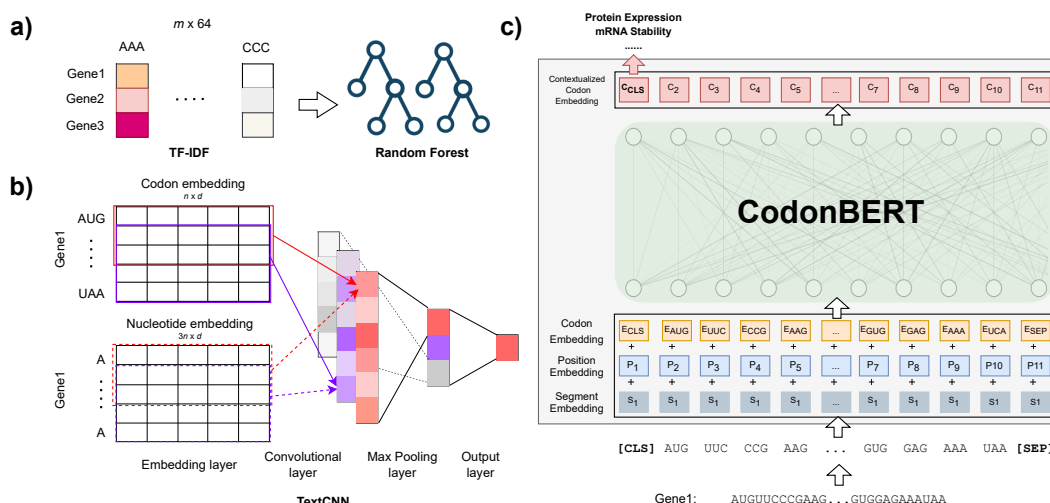 a)
m x 64
AAA
CCC
Gene1
Gene2
Gene3
. . . .
TF-IDF
Random Forest
b)
Codon embedding
n x d
AUG
Gene1
UAA
Nucleotide embedding
3n x d
A
Gene1
A
Embedding layer
Convolutional
layer
Max Pooling
layer
Output
layer
TextCNN
c)
Protein Expression
mRNA Stability
......
Contextualized
Codon
Embedding
CCLS C2 C3 C4 C5 ... C7 C8 C9 C10 C11
CodonBERT
Codon
Embedding
ECLS EAUG EUUC ECCG EAAG ... EGUG EGAG EAAA EUCA ESEP
+ + + + + + + + + +
Position
Embedding
P1 P2 P3 P4 P5 ... P7 P8 P9 P10 P11
+ + + + + + + + + +
Segment
Embedding
S1 S1 S1 S1 S1 ... S1 S1 S1 S1 S1
[CLS] AUG UUC CCG AAG ... GUG GAG AAA UAA [SEP]
Gene1: AUGUUCCCGAAG...GUGGAGAAAUAA